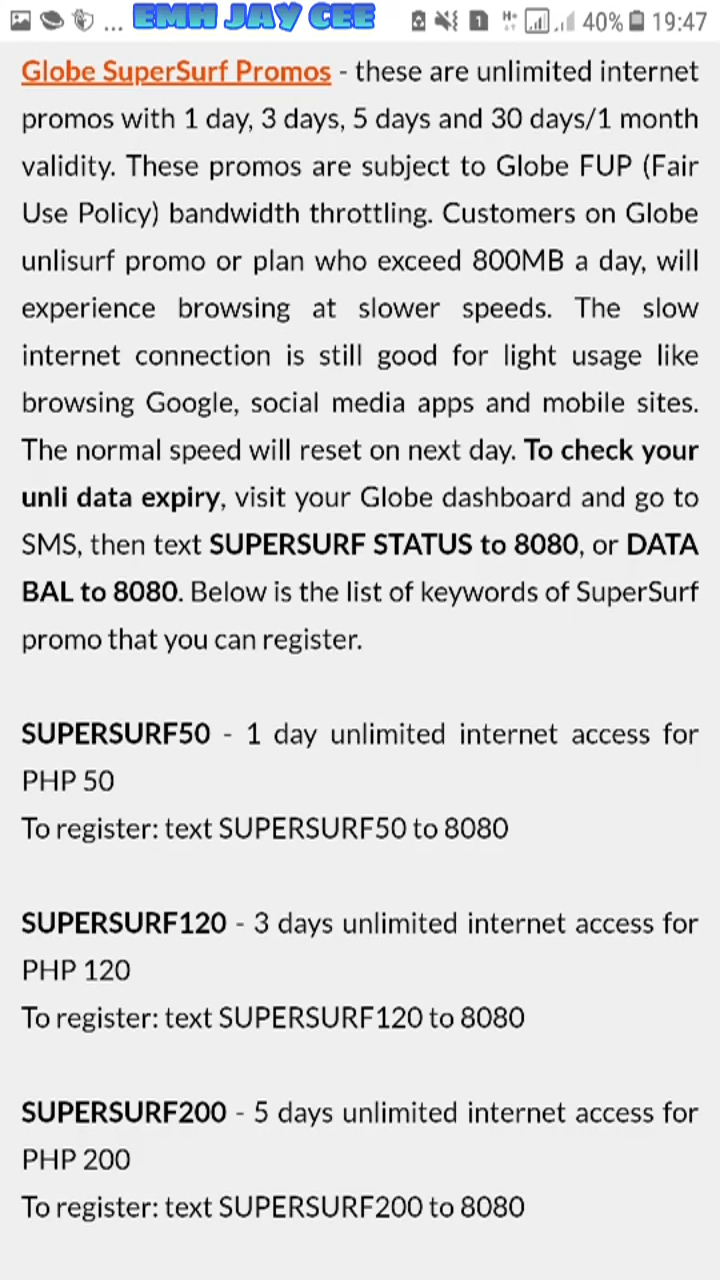 ... EMH JAY CEE 1 H+ 40% 19:47
Globe SuperSurf Promos - these are unlimited internet
promos with 1 day, 3 days, 5 days and 30 days/1 month
validity. These promos are subject to Globe FUP (Fair
Use Policy) bandwidth throttling. Customers on Globe
unlisurf promo or plan who exceed 800MB a day, will
experience browsing at slower speeds. The slow
internet connection is still good for light usage like
browsing Google, social media apps and mobile sites.
The normal speed will reset on next day. To check your
unli data expiry, visit your Globe dashboard and go to
SMS, then text SUPERSURF STATUS to 8080, or DATA
BAL to 8080. Below is the list of keywords of SuperSurf
promo that you can register.
SUPERSURF50 - 1 day unlimited internet access for
PHP 50
To register: text SUPERSURF50 to 8080
SUPERSURF120 - 3 days unlimited internet access for
PHP 120
To register: text SUPERSURF120 to 8080
SUPERSURF200 - 5 days unlimited internet access for
PHP 200
To register: text SUPERSURF200 to 8080